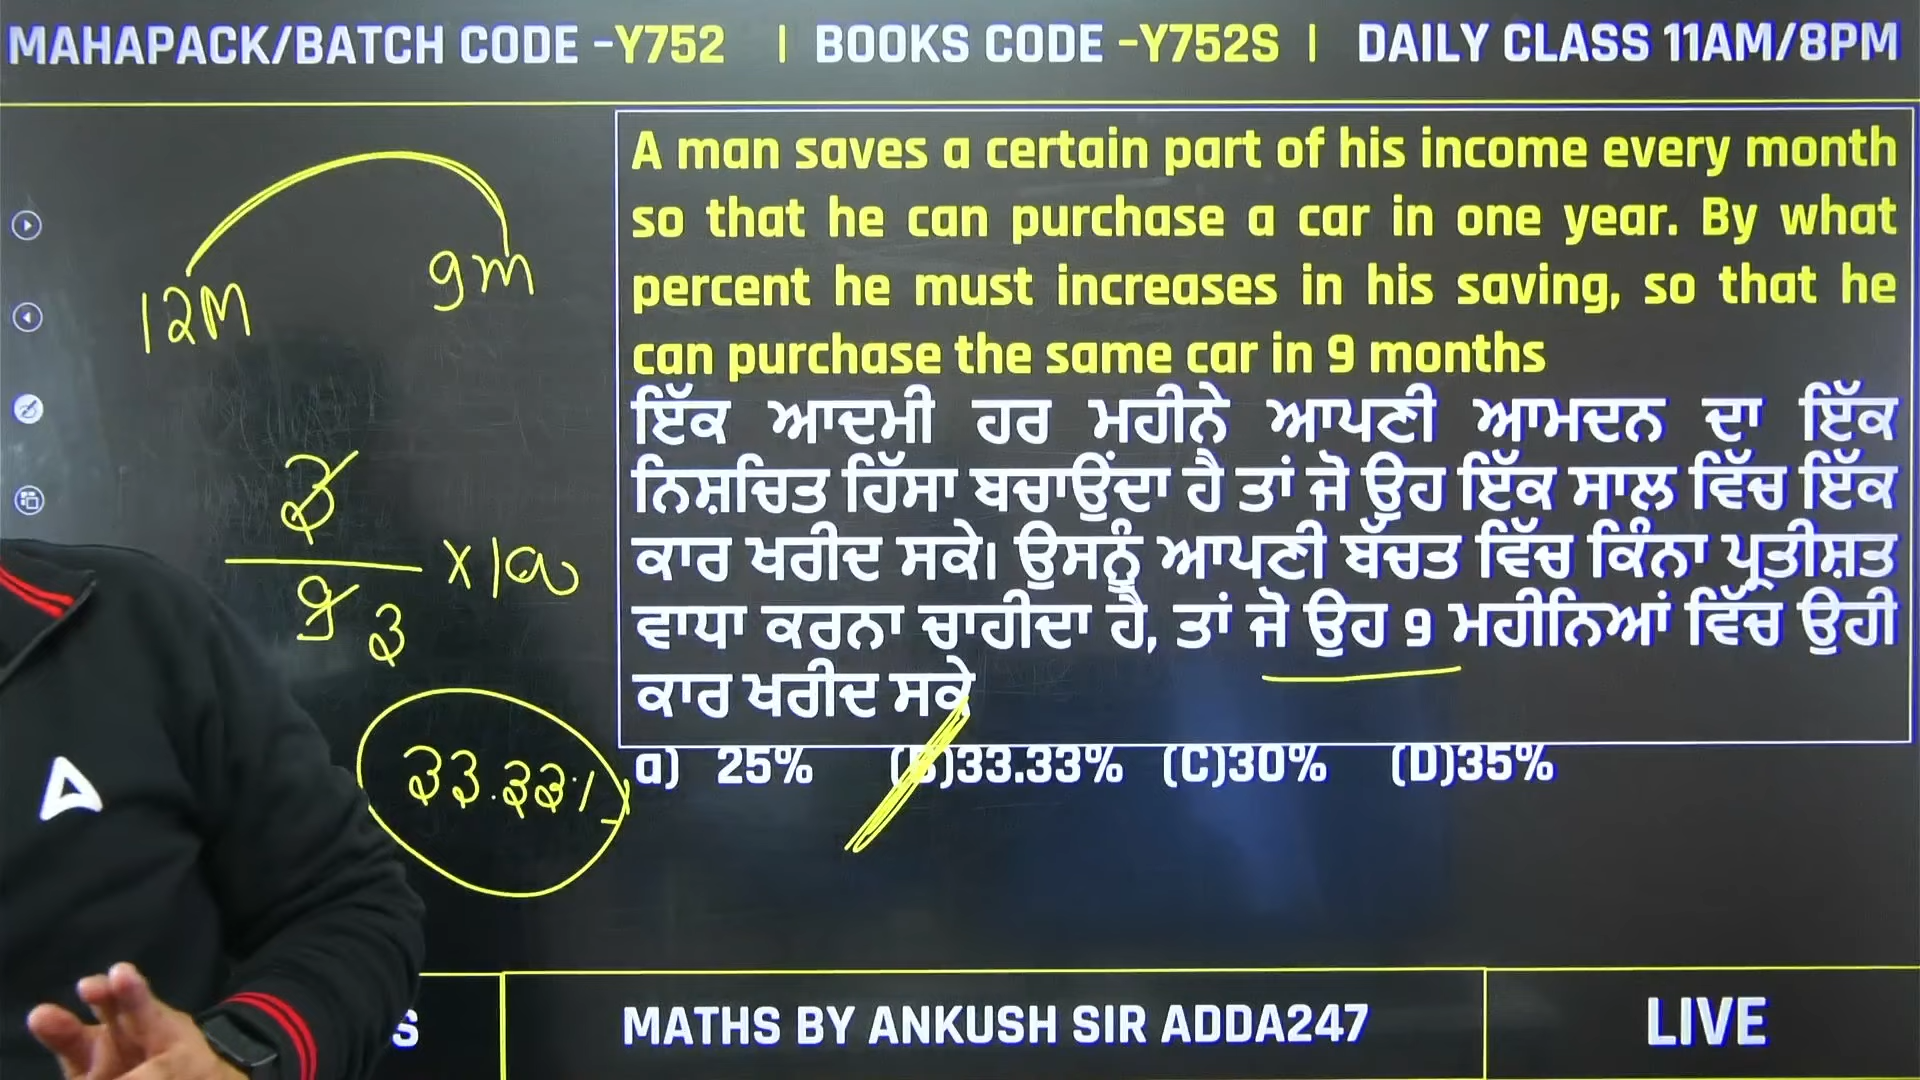 MAHAPACK/BATCH CODE -Y752 | BOOKS CODE -Y752S | DAILY CLASS 11AM/8PM
A man saves a certain part of his income every month
so that he can purchase a car in one year. By what
percent he must increases in his saving, so that he
can purchase the same car in 9 months
ਇੱਕ ਆਦਮੀ ਹਰ ਮਹੀਨੇ ਆਪਣੀ ਆਮਦਨ ਦਾ ਇੱਕ
ਨਿਸ਼ਚਿਤ ਹਿੱਸਾ ਬਚਾਉਂਦਾ ਹੈ ਤਾਂ ਜੋ ਉਹ ਇੱਕ ਸਾਲ ਵਿੱਚ ਇੱਕ
ਕਾਰ ਖਰੀਦ ਸਕੇ। ਉਸਨੂੰ ਆਪਣੀ ਬੱਚਤ ਵਿੱਚ ਕਿੰਨਾ ਪ੍ਰਤੀਸ਼ਤ
ਵਾਧਾ ਕਰਨਾ ਚਾਹੀਦਾ ਹੈ, ਤਾਂ ਜੋ ਉਹ 9 ਮਹੀਨਿਆਂ ਵਿੱਚ ਉਹੀ
ਕਾਰ ਖਰੀਦ ਸਕੇ
a) 25% (B)33.33% (C)30% (D)35%
12M 9m
3
9 3 ×100
33.33%
S
MATHS BY ANKUSH SIR ADDA247
LIVE